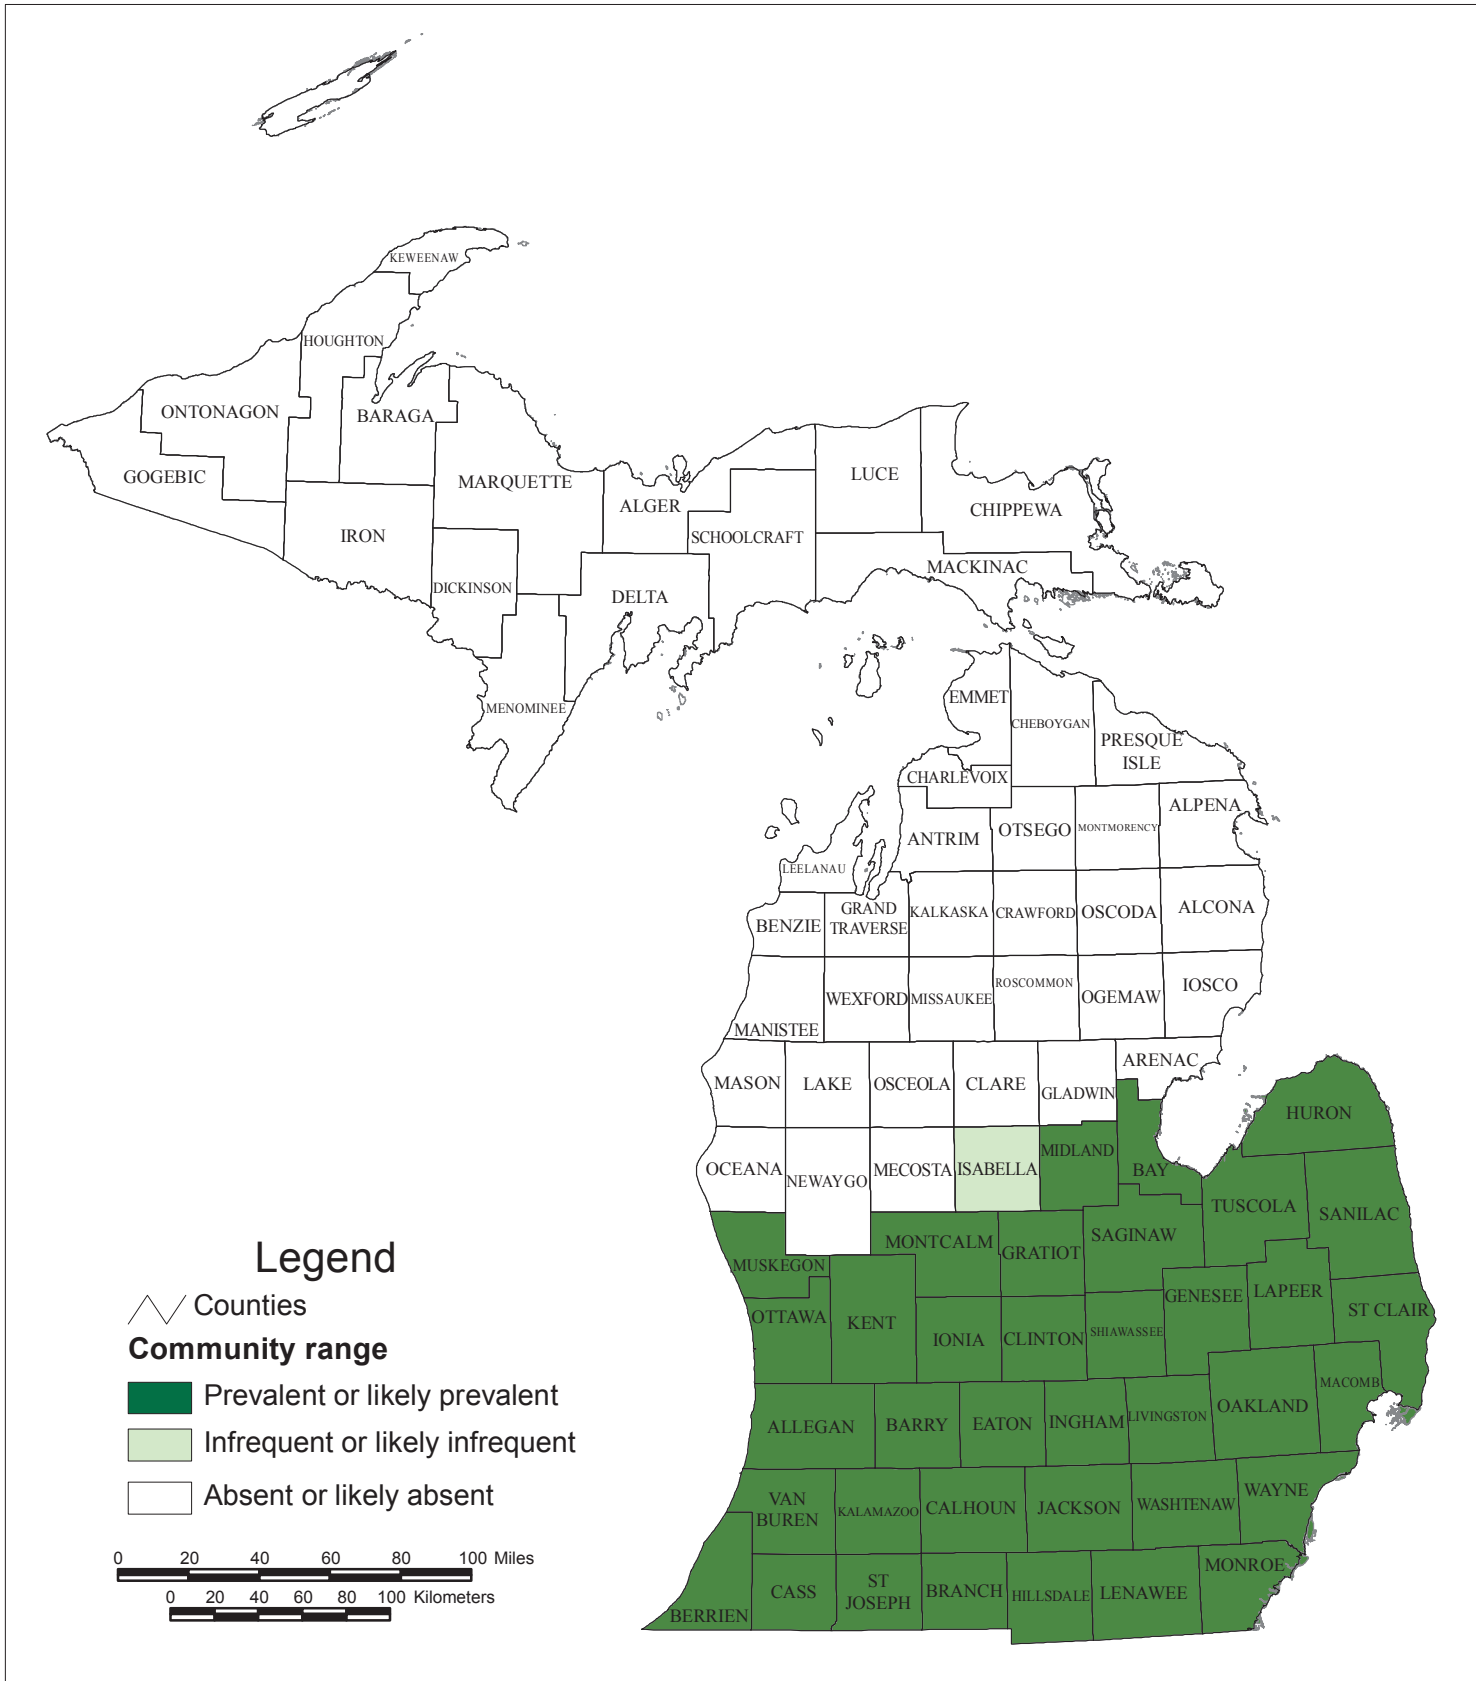 KEWEENAW
HOUGHTON
ONTONAGON
BARAGA
GOGEBIC
MARQUETTE
LUCE
ALGER
CHIPPEWA
IRON
SCHOOLCRAFT
MACKINAC
DICKINSON
DELTA
MENOMINEE
EMMET
CHEBOYGAN
PRESQUE
ISLE
CHARLEVOIX
ALPENA
ANTRIM
OTSEGO
MONTMORENCY
LEELANAU
BENZIE
GRAND
TRAVERSE
KALKASKA
CRAWFORD
OSCODA
ALCONA
MANISTEE
WEXFORD
MISSAUKEE
ROSCOMMON
OGEMAW
IOSCO
ARENAC
MASON
LAKE
OSCEOLA
CLARE
GLADWIN
HURON
OCEANA
NEWAYGO
MECOSTA
ISABELLA
MIDLAND
BAY
TUSCOLA
SANILAC
MUSKEGON
MONTCALM
GRATIOT
SAGINAW
GENESEE
LAPEER
ST CLAIR
OTTAWA
KENT
IONIA
CLINTON
SHIAWASSEE
MACOMB
ALLEGAN
BARRY
EATON
INGHAM
LIVINGSTON
OAKLAND
VAN
BUREN
KALAMAZOO
CALHOUN
JACKSON
WASHTENAW
WAYNE
BERRIEN
CASS
ST
JOSEPH
BRANCH
HILLSDALE
LENAWEE
MONROE
Legend
Counties
Community range
Prevalent or likely prevalent
Infrequent or likely infrequent
Absent or likely absent
0 20 40 60 80 100 Miles
0 20 40 60 80 100 Kilometers